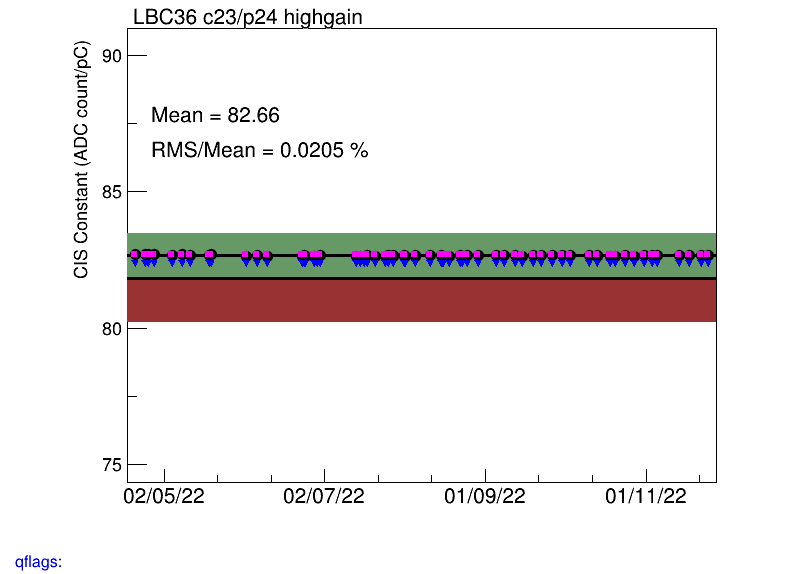 LBC36 c23/p24 highgain
CIS Constant (ADC count/pC)
90
Mean = 82.66
RMS/Mean = 0.0205 %
85
80
75
02/05/22 02/07/22 01/09/22 01/11/22
qflags: